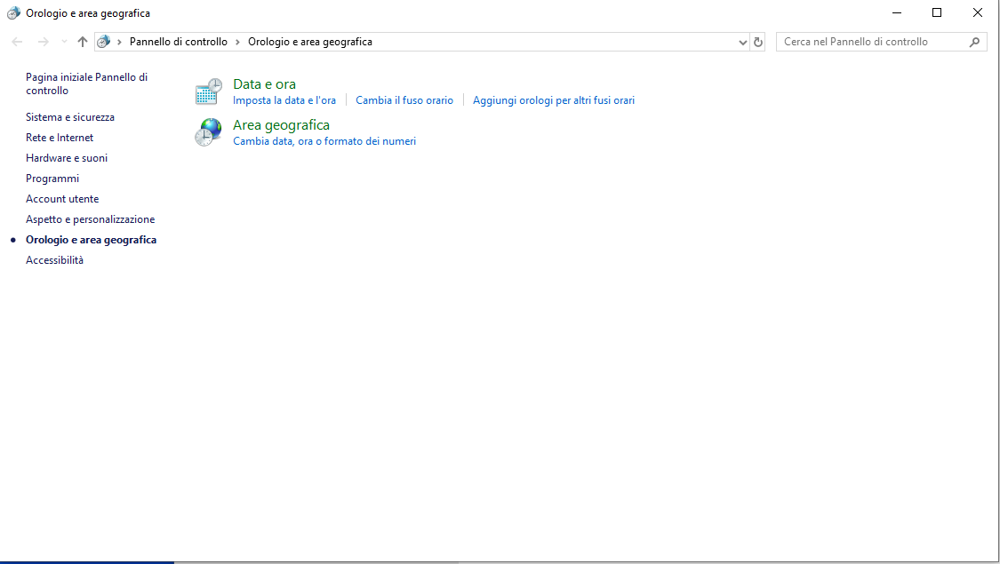 Orologio e area geografica
Pannello di controllo > Orologio e area geografica
Cerca nel Pannello di controllo
Pagina iniziale Pannello di
controllo
Sistema e sicurezza
Rete e Internet
Hardware e suoni
Programmi
Account utente
Aspetto e personalizzazione
Orologio e area geografica
Accessibilità
Data e ora
Imposta la data e l'ora
Cambia il fuso orario
Aggiungi orologi per altri fusi orari
Area geografica
Cambia data, ora o formato dei numeri